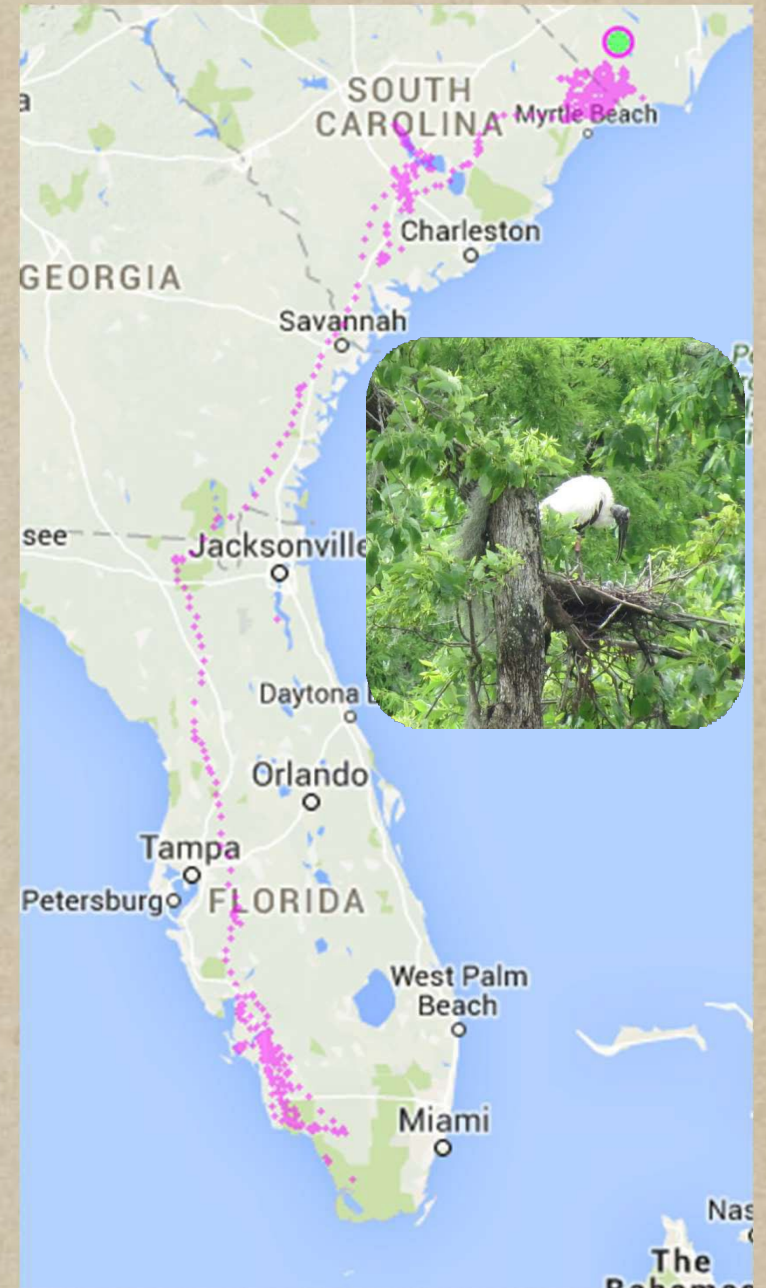 a
SOUTH
CAROLINA
Myrtle Beach
Charleston
GEORGIA
Savannah
see
Jacksonville
Daytona
Orlando
Tampa
Petersburg
FLORIDA
West Palm
Beach
Miami
Nas
The